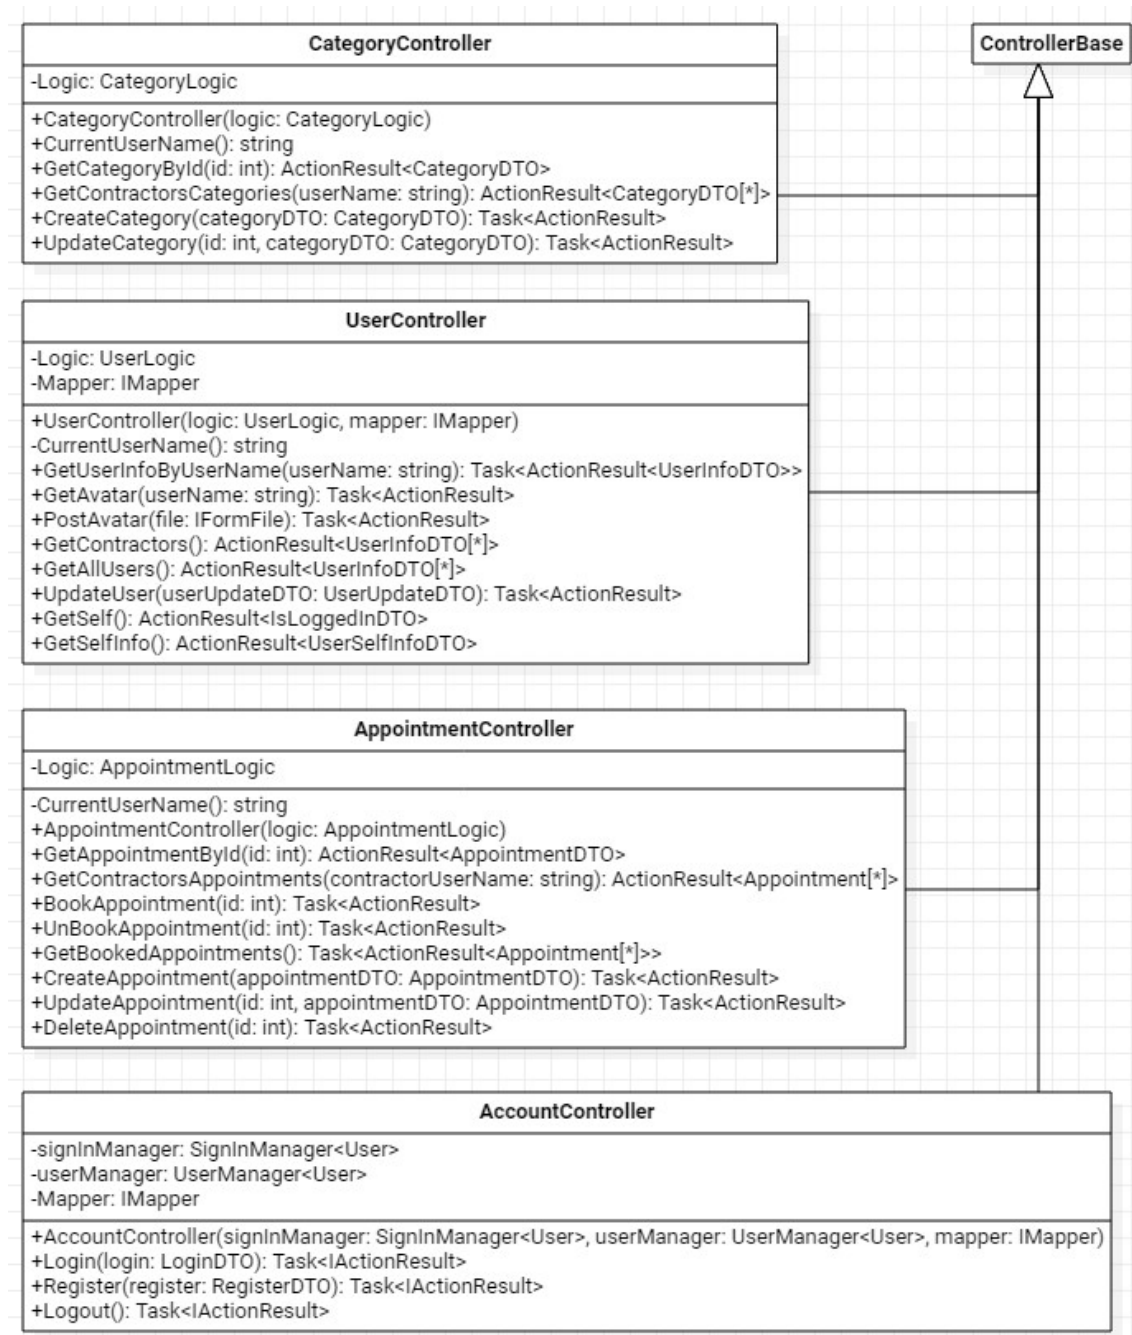 CategoryController
ControllerBase
-Logic: CategoryLogic
+CategoryController(logic: CategoryLogic)
+CurrentUserName(): string
+GetCategoryById(id: int): ActionResult<CategoryDTO>
+GetContractorsCategories(userName: string): ActionResult<CategoryDTO[*]>
+CreateCategory(categoryDTO: CategoryDTO): Task<ActionResult>
+UpdateCategory(id: int, categoryDTO: CategoryDTO): Task<ActionResult>
UserController
-Logic: UserLogic
-Mapper: IMapper
+UserController(logic: UserLogic, mapper: IMapper)
-CurrentUserName(): string
+GetUserInfoByUserName(userName: string): Task<ActionResult<UserInfoDTO>>
+GetAvatar(userName: string): Task<ActionResult>
+PostAvatar(file: IFormFile): Task<ActionResult>
+GetContractors(): ActionResult<UserInfoDTO[*]>
+GetAllUsers(): ActionResult<UserInfoDTO[*]>
+UpdateUser(userUpdateDTO: UserUpdateDTO): Task<ActionResult>
+GetSelf(): ActionResult<IsLoggedInDTO>
+GetSelfInfo(): ActionResult<UserSelfInfoDTO>
AppointmentController
-Logic: AppointmentLogic
-CurrentUserName(): string
+AppointmentController(logic: AppointmentLogic)
+GetAppointmentById(id: int): ActionResult<AppointmentDTO>
+GetContractorsAppointments(contractorUserName: string): ActionResult<Appointment[*]>
+BookAppointment(id: int): Task<ActionResult>
+UnBookAppointment(id: int): Task<ActionResult>
+GetBookedAppointments(): Task<ActionResult<Appointment[*]>>
+CreateAppointment(appointmentDTO: AppointmentDTO): Task<ActionResult>
+UpdateAppointment(id: int, appointmentDTO: AppointmentDTO): Task<ActionResult>
+DeleteAppointment(id: int): Task<ActionResult>
AccountController
-signInManager: SignInManager<User>
-userManager: UserManager<User>
-Mapper: IMapper
+AccountController(signInManager: SignInManager<User>, userManager: UserManager<User>, mapper: IMapper)
+Login(login: LoginDTO): Task<IActionResult>
+Register(register: RegisterDTO): Task<IActionResult>
+Logout(): Task<IActionResult>